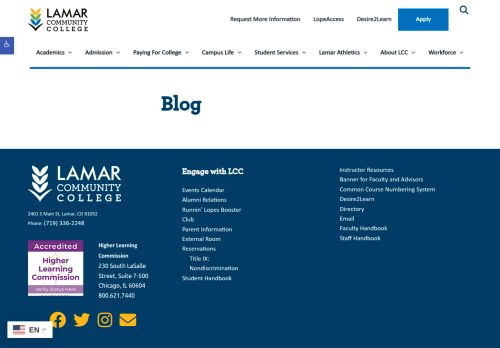 LAMAR
COMMUNITY
COLLEGE
Request More Information LopeAccess Desire2Learn Apply
Academics Admission Paying For College Campus Life Student Services Lamar Athletics About LCC Workforce
Blog
LAMAR
COMMUNITY
COLLEGE
2401 S Main St, Lamar, CO 81052
Phone: (719) 336-2248
Accredited
Higher
Learning
Commission
Verify Status Here
Higher Learning
Commission
230 South LaSalle
Street, Suite 7-500
Chicago, IL 60604
800.621.7440
Engage with LCC
Events Calendar
Alumni Relations
Runnin' Lopes Booster
Club
Parent Information
External Room
Reservations
Title IX:
Nondiscrimination
Student Handbook
Instructor Resources
Banner for Faculty and Advisors
Common Course Numbering System
Desire2Learn
Directory
Email
Faculty Handbook
Staff Handbook
EN